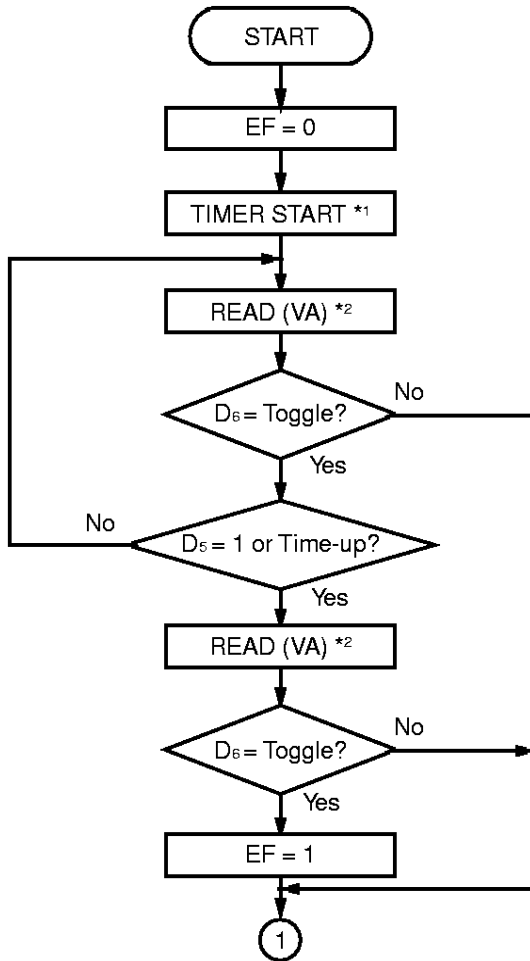 START
EF = 0
TIMER START *1
READ (VA) *2
D6 = Toggle?
No
Yes
No
D5 = 1 or Time-up?
Yes
READ (VA) *2
D6 = Toggle?
No
Yes
EF = 1
1